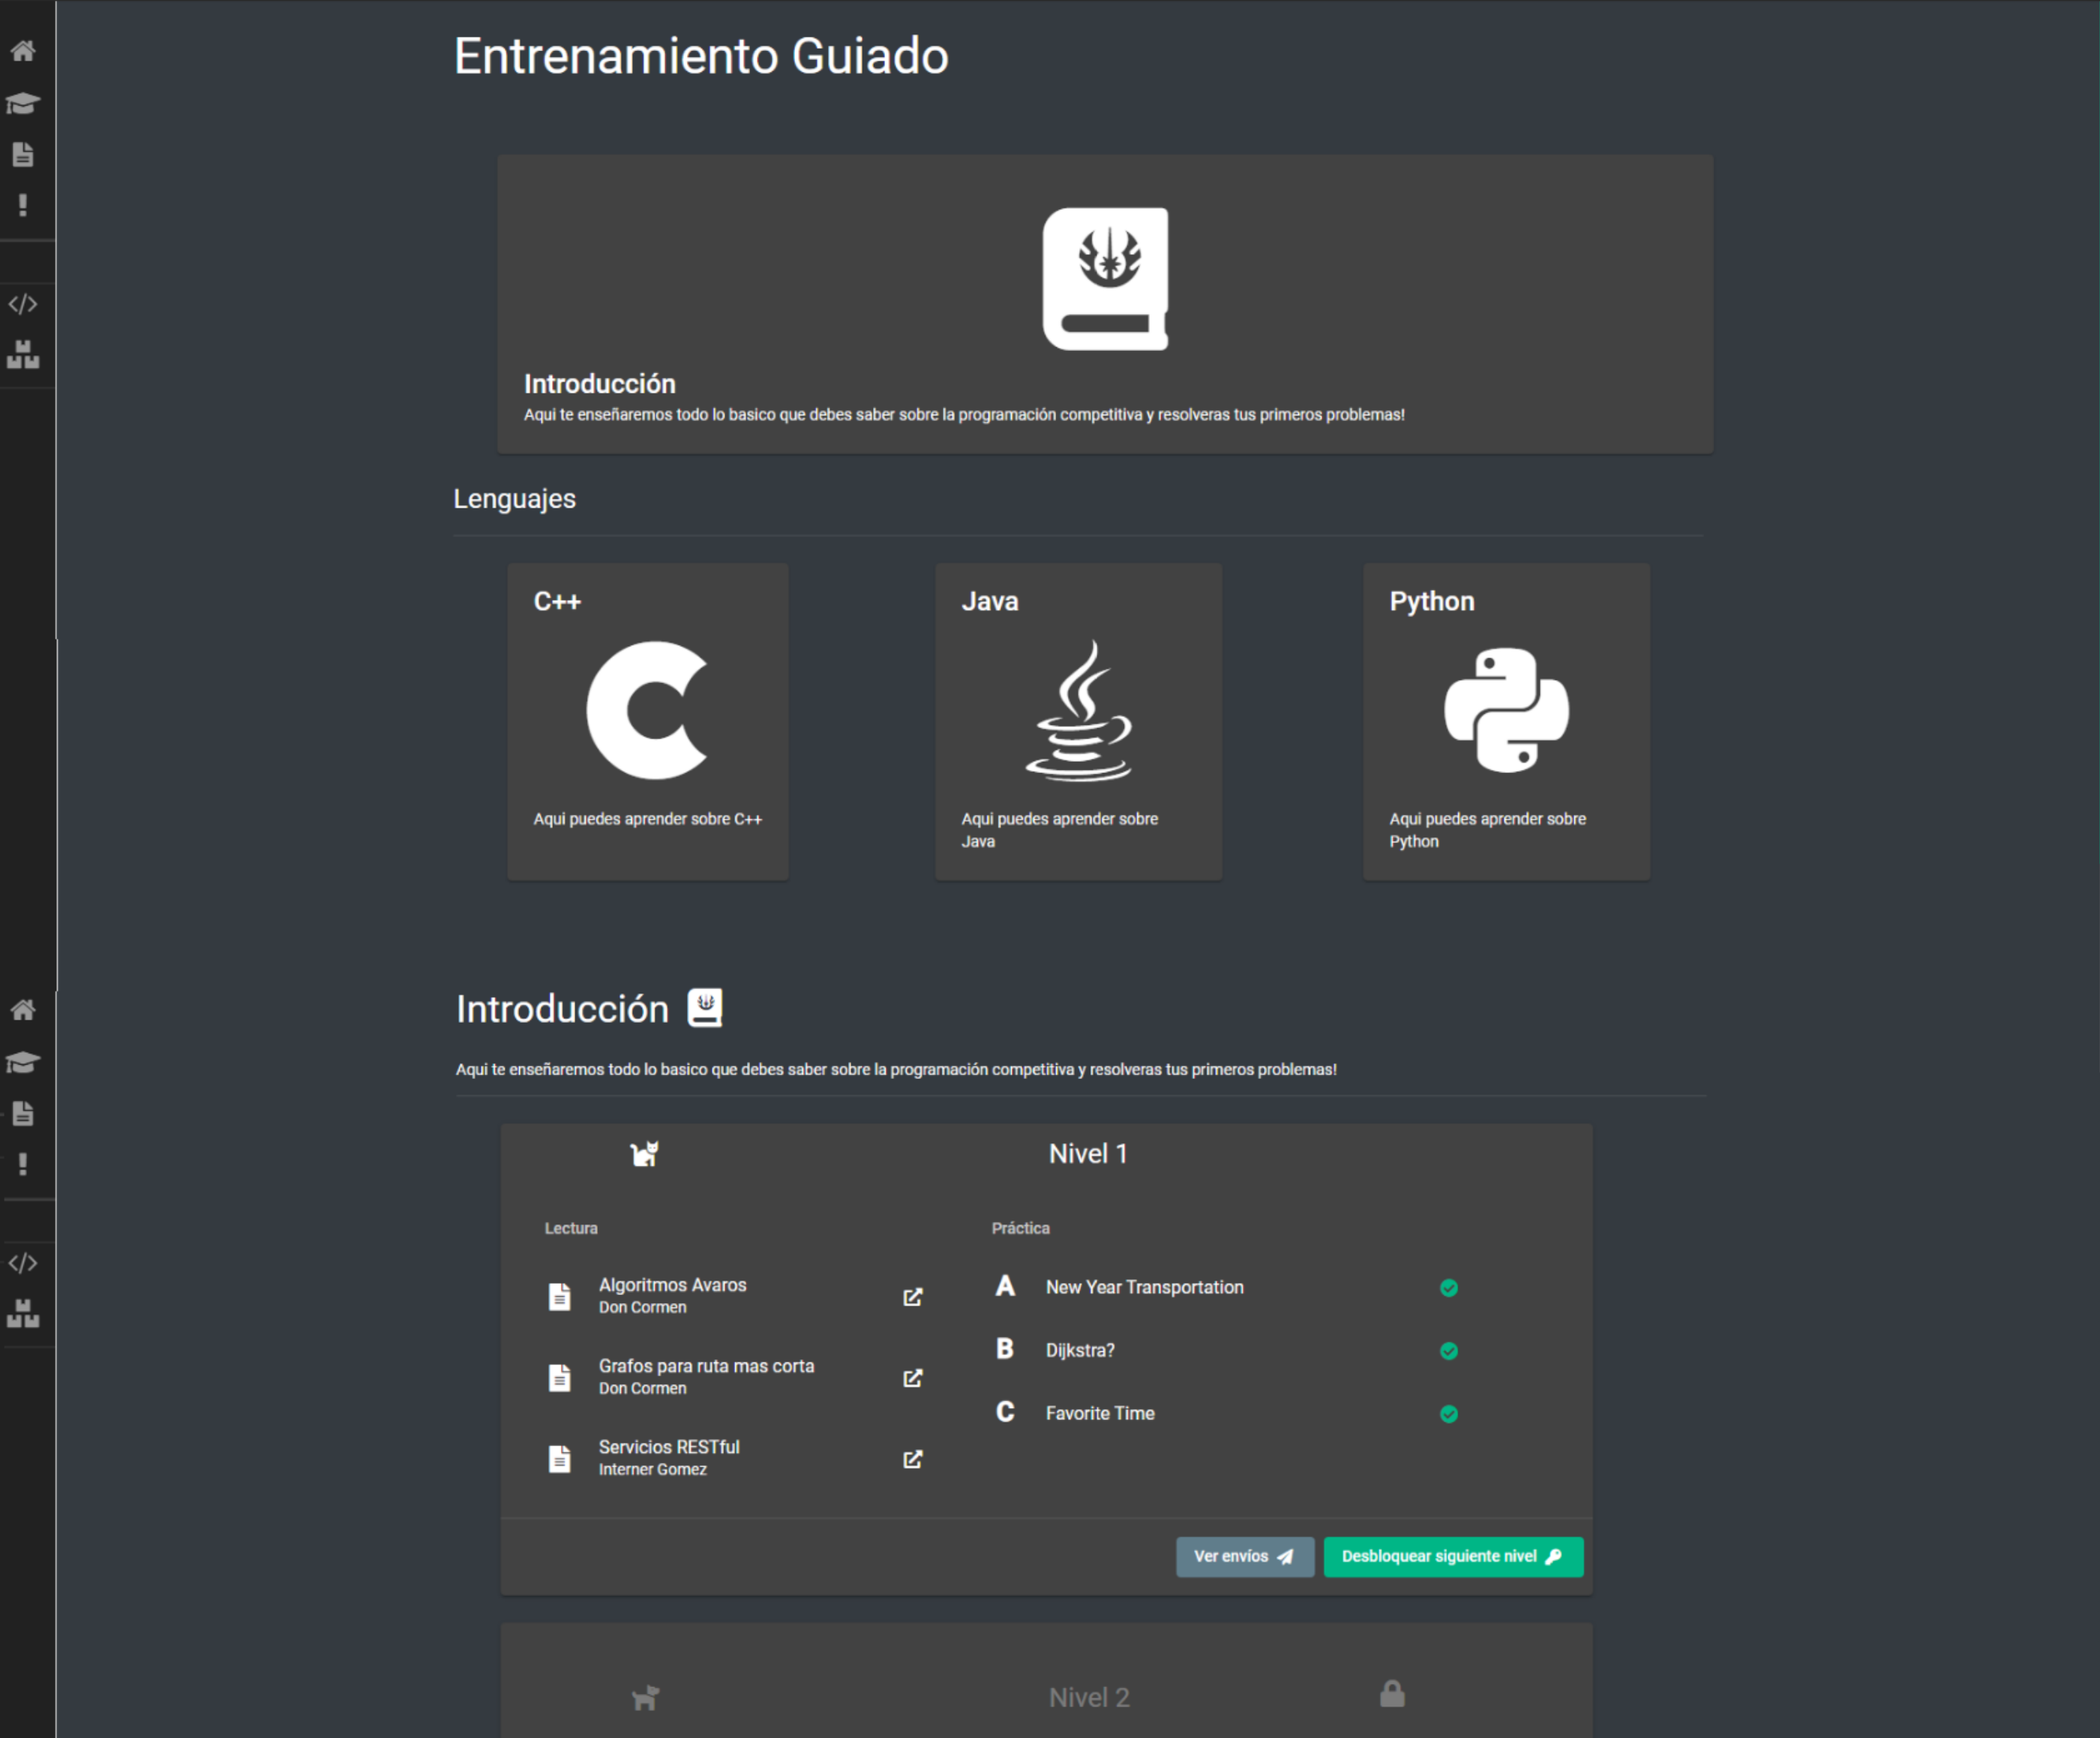 Entrenamiento Guiado
Introducción
Aqui te enseñaremos todo lo basico que debes saber sobre la programación competitiva y resolveras tus primeros problemas!
Lenguajes
C++
Aqui puedes aprender sobre C++
Java
Aqui puedes aprender sobre
Java
Python
Aqui puedes aprender sobre
Python
Introducción
Aqui te enseñaremos todo lo basico que debes saber sobre la programación competitiva y resolveras tus primeros problemas!
Nivel 1
Lectura
Algoritmos Avaros
Don Cormen
Grafos para ruta mas corta
Don Cormen
Servicios RESTful
Interner Gomez
Práctica
A New Year Transportation
B Dijkstra?
C Favorite Time
Ver envíos
Desbloquear siguiente nivel
Nivel 2